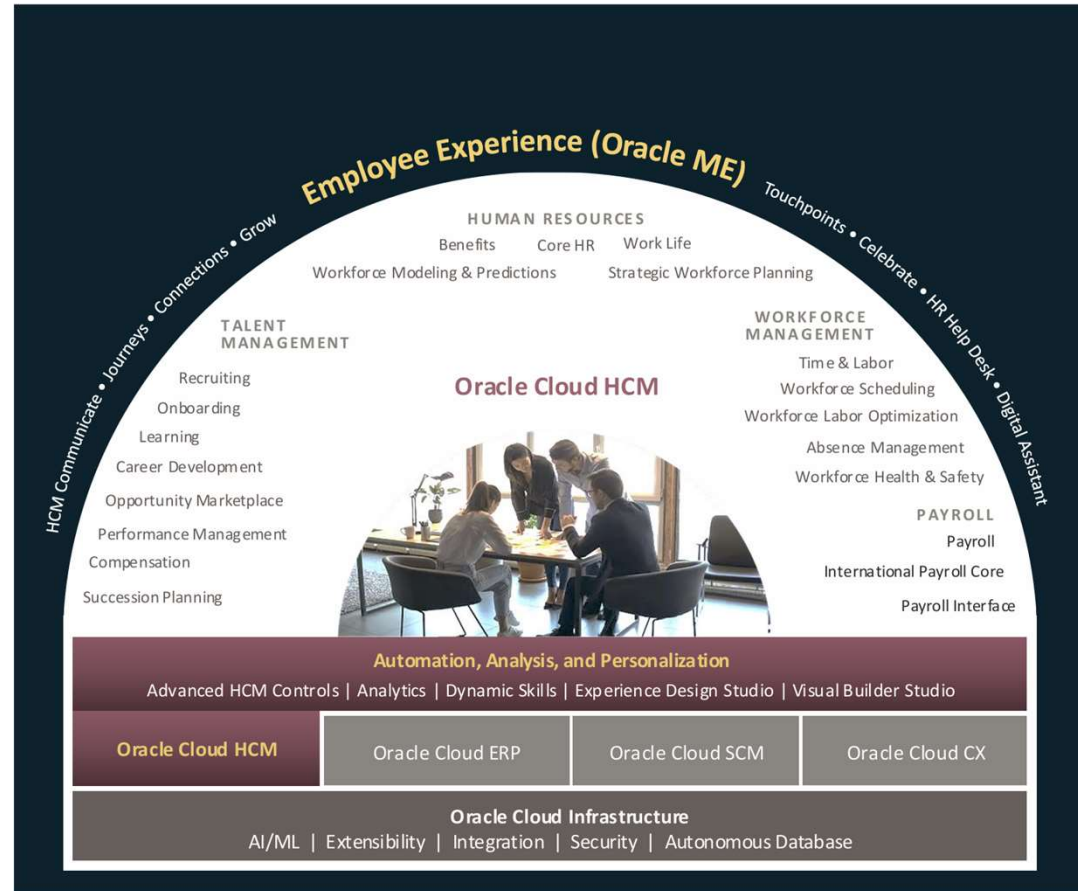 Employee Experience (Oracle ME)
HCM Communicate • Journeys • Connections • Grow
Touchpoints • Celebrate • HR Help Desk • Digital Assistant
HUMAN RESOURCES
Benefits Core HR Work Life
Workforce Modeling & Predictions Strategic Workforce Planning
TALENT
MANAGEMENT
Recruiting
Onboarding
Learning
Career Development
Opportunity Marketplace
Performance Management
Compensation
Succession Planning
Oracle Cloud HCM
WORKFORCE
MANAGEMENT
Time & Labor
Workforce Scheduling
Workforce Labor Optimization
Absence Management
Workforce Health & Safety
PAYROLL
Payroll
International Payroll Core
Payroll Interface
Automation, Analysis, and Personalization
Advanced HCM Controls | Analytics | Dynamic Skills | Experience Design Studio | Visual Builder Studio
Oracle Cloud HCM
Oracle Cloud ERP
Oracle Cloud SCM
Oracle Cloud CX
Oracle Cloud Infrastructure
AI/ML | Extensibility | Integration | Security | Autonomous Database